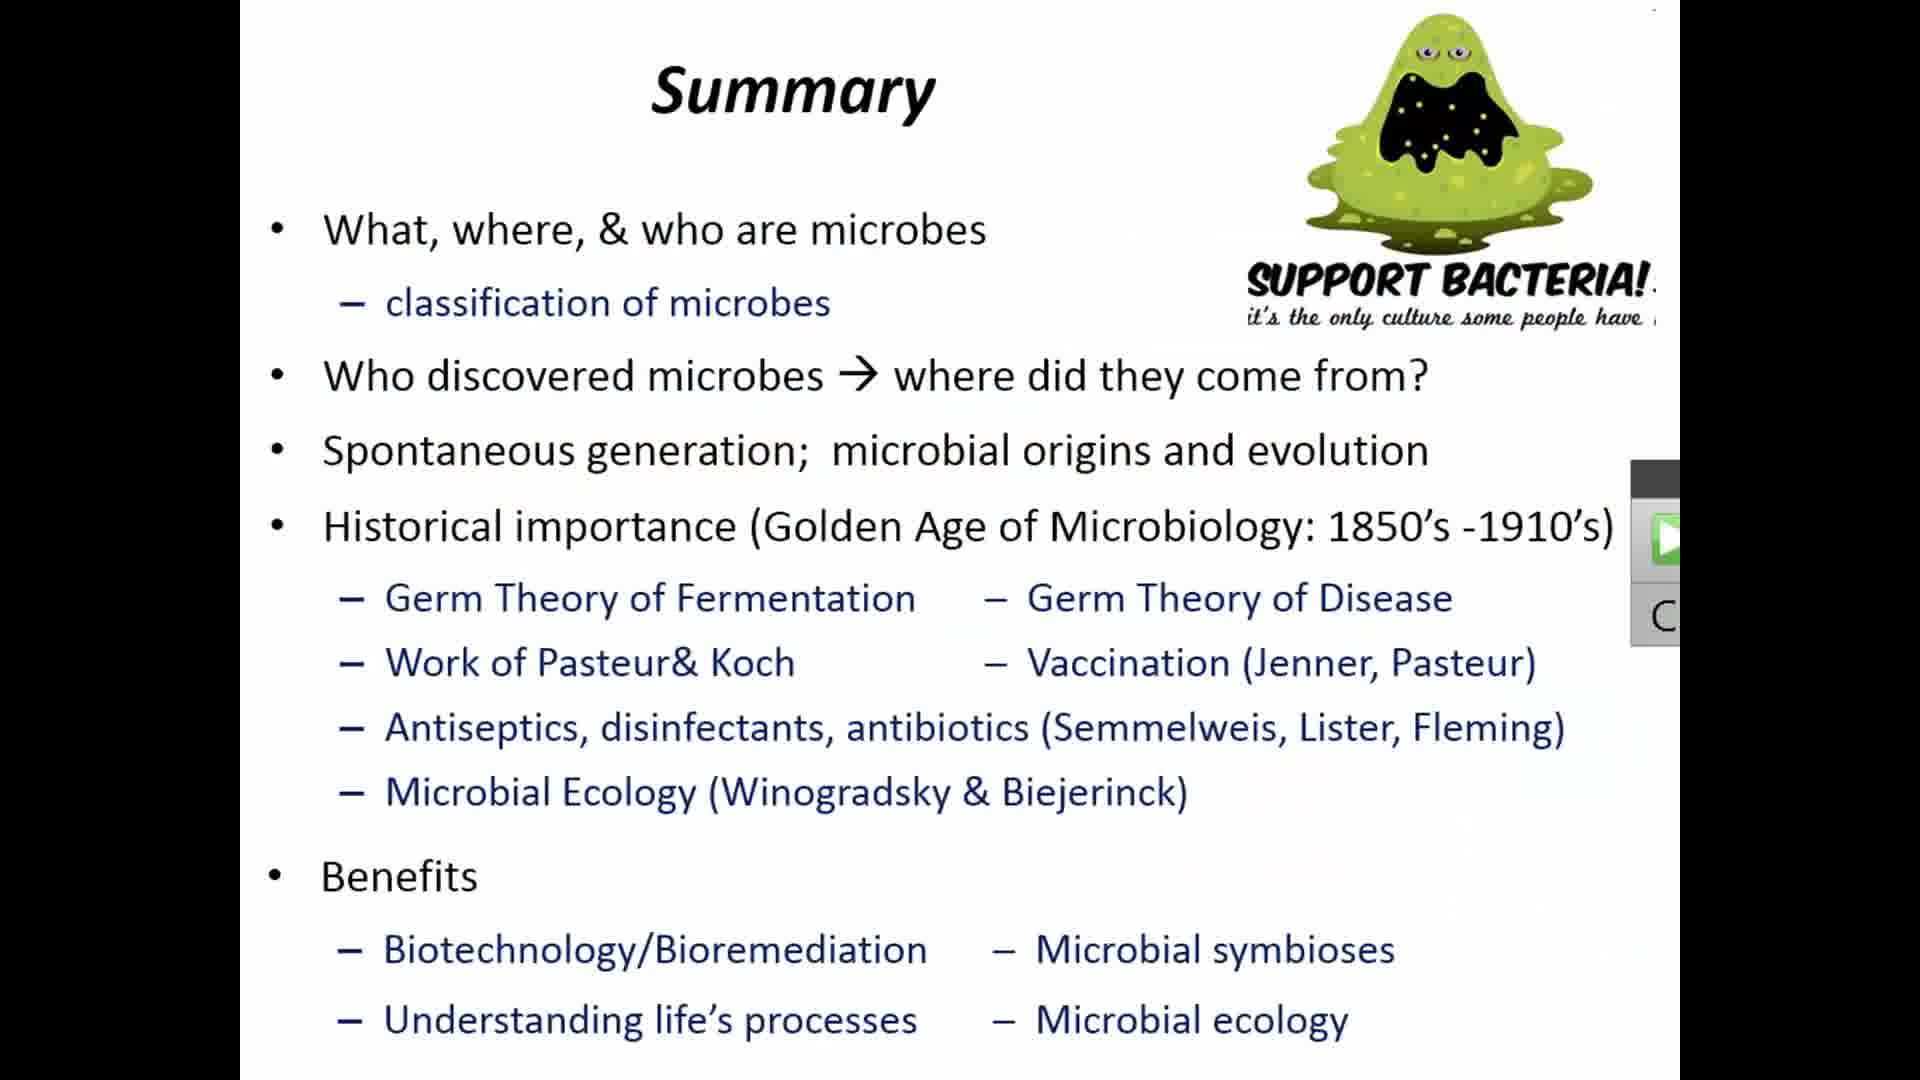 Summary
SUPPORT BACTERIA!
it's the only culture some people have
• What, where, & who are microbes
– classification of microbes
• Who discovered microbes → where did they come from?
• Spontaneous generation;  microbial origins and evolution
• Historical importance (Golden Age of Microbiology: 1850’s -1910’s)
– Germ Theory of Fermentation – Germ Theory of Disease
– Work of Pasteur& Koch – Vaccination (Jenner, Pasteur)
– Antiseptics, disinfectants, antibiotics (Semmelweis, Lister, Fleming)
– Microbial Ecology (Winogradsky & Biejerinck)
• Benefits
– Biotechnology/Bioremediation – Microbial symbioses
– Understanding life’s processes – Microbial ecology